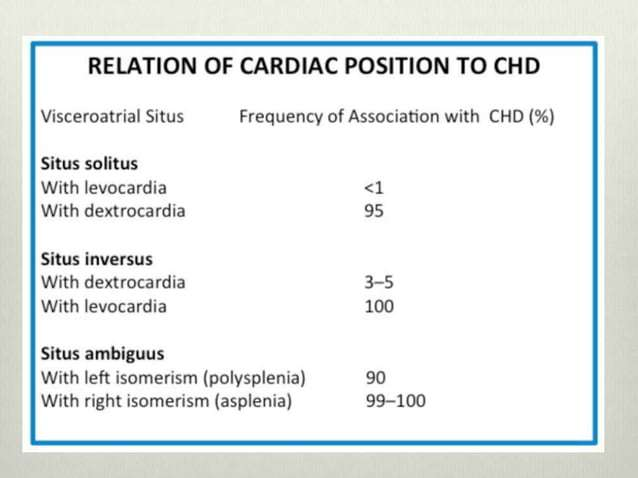 RELATION OF CARDIAC POSITION TO CHD
Visceroatrial Situs Frequency of Association with CHD (%)
Situs solitus
With levocardia <1
With dextrocardia 95
Situs inversus
With dextrocardia 3–5
With levocardia 100
Situs ambiguus
With left isomerism (polysplenia) 90
With right isomerism (asplenia) 99–100